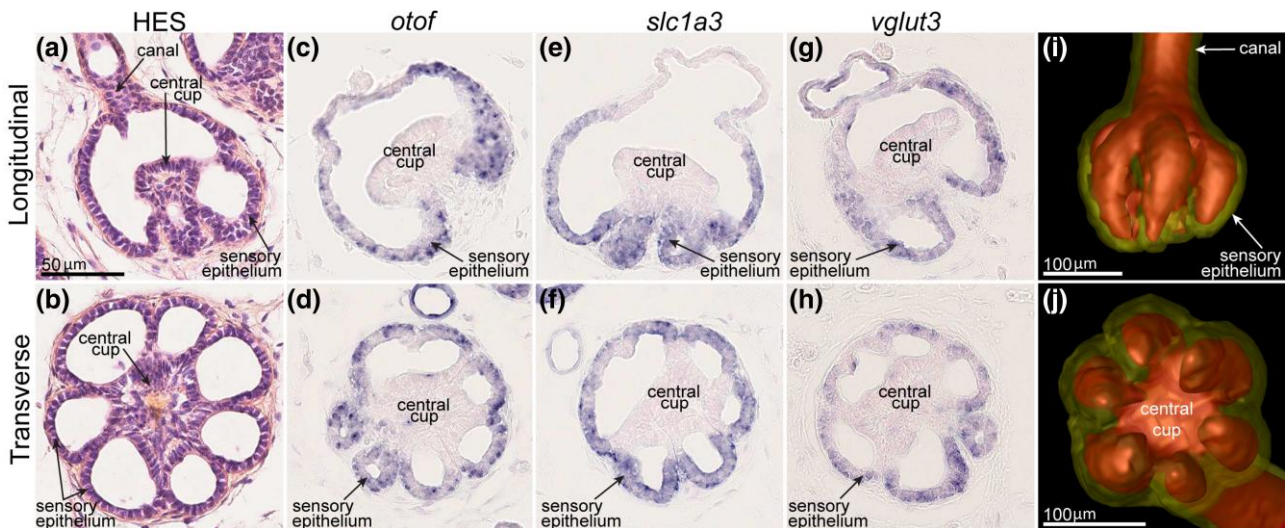 HES
otof
slc1a3
vglut3
Longitudinal
(a)
canal
central
cup
50 µm
sensory
epithelium
(c)
central
cup
sensory
epithelium
(e)
central
cup
sensory
epithelium
(g)
central
cup
sensory
epithelium
(i)
canal
100µm
sensory
epithelium
Transverse
(b)
central
cup
sensory
epithelium
(d)
central
cup
sensory
epithelium
(f)
central
cup
sensory
epithelium
(h)
central
cup
sensory
epithelium
(j)
central
cup
100µm